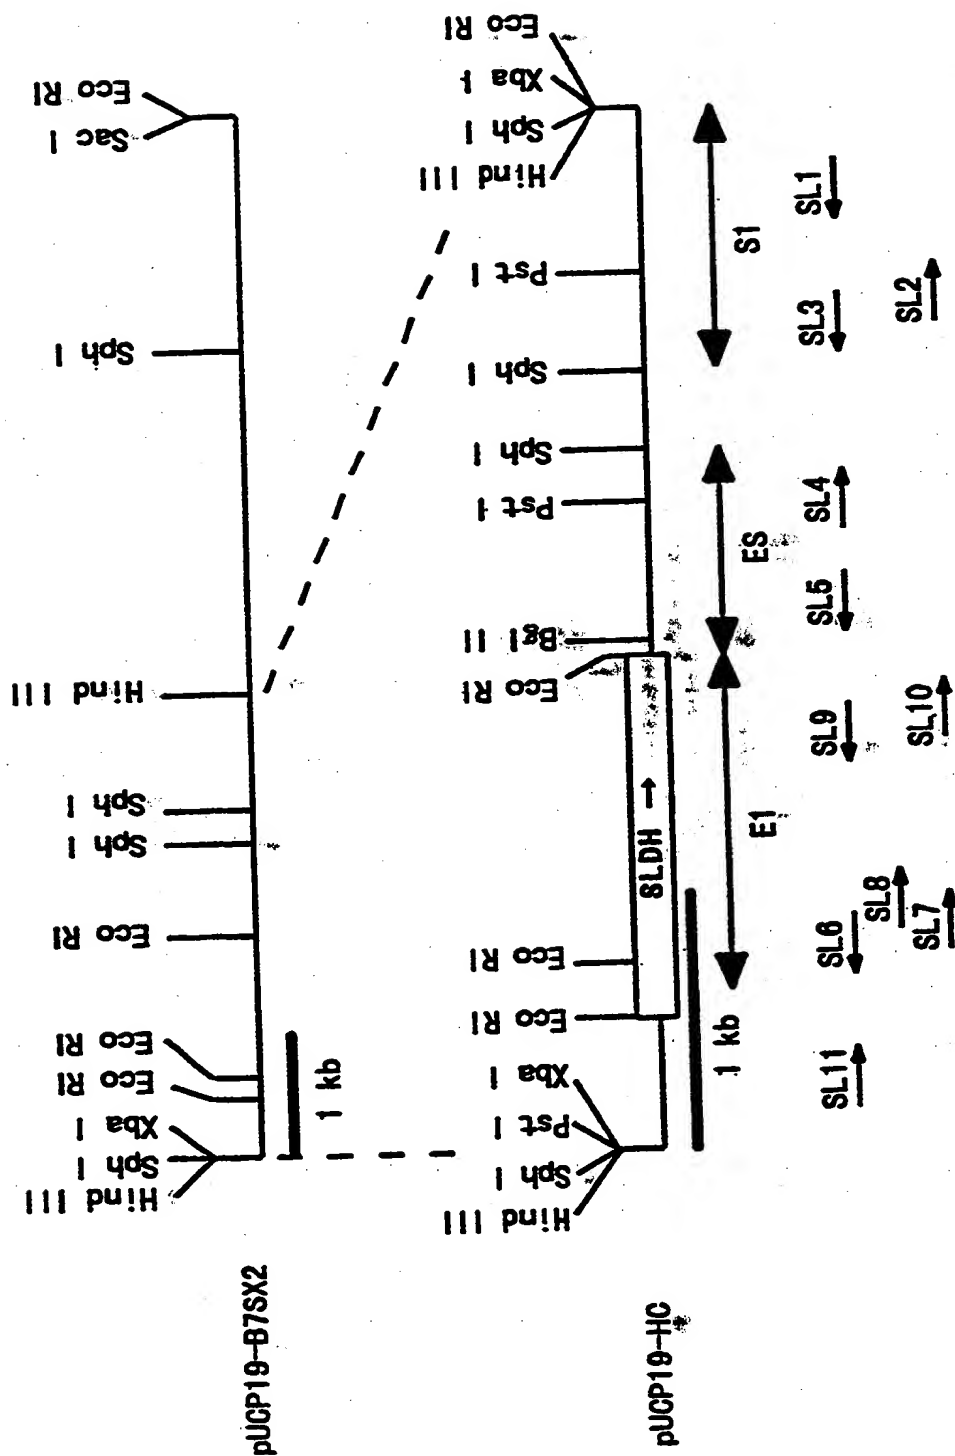 pUCP19-B7SX2
Hind III
Sph I
Xba I
Eco RI
Eco RI
Eco RI
Sph I
Sph I
Hind III
Sph I
Sac I
Eco RI
1 kb
pUCP19-HC
Hind III
Sph I
Pst I
Xba I
Eco RI
Eco RI
Eco RI
Bgl II
Pst I
Sph I
Sph I
Pst I
Hind III
Sph I
Xba I
Eco RI
SLDH →
1 kb
E1
ES
S1
SL11
SL6
SL9
SL5
SL4
SL3
SL1
SL8
SL7
SL10
SL2